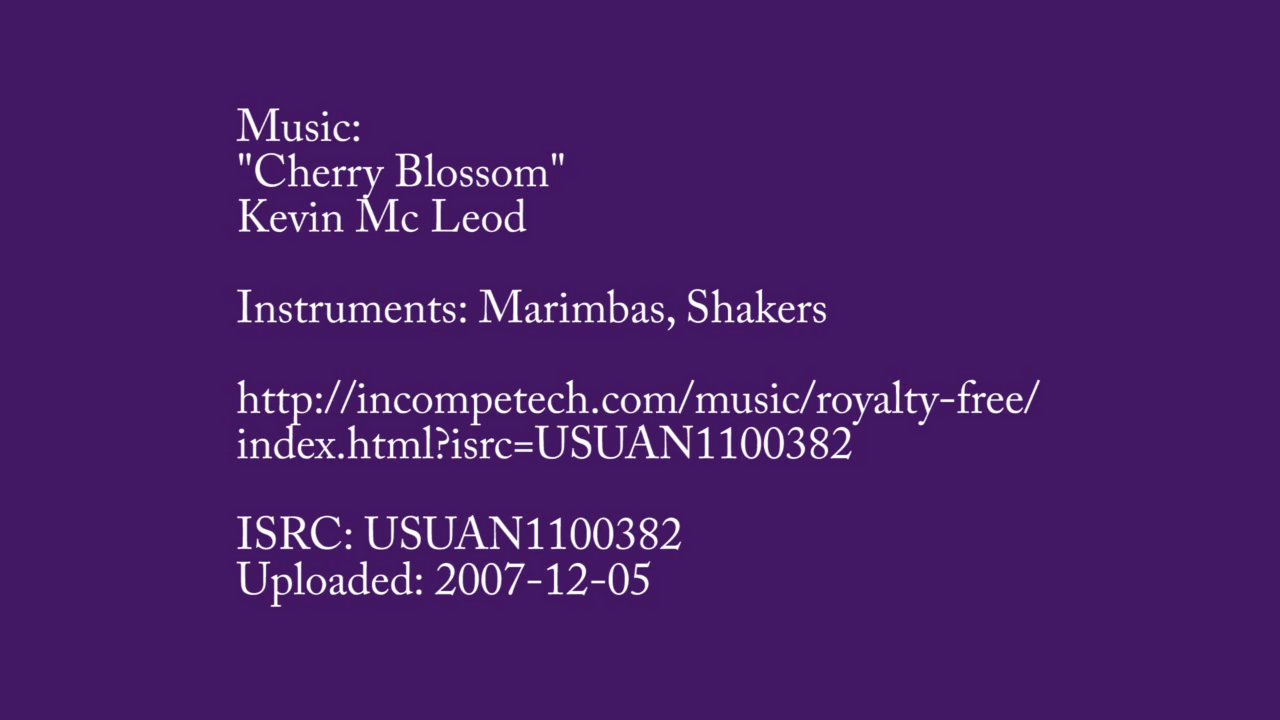 Music:
"Cherry Blossom"
Kevin Mc Leod
Instruments: Marimbas, Shakers
http://incompetech.com/music/royalty-free/
index.html?isrc=USUAN1100382
ISRC: USUAN1100382
Uploaded: 2007-12-05